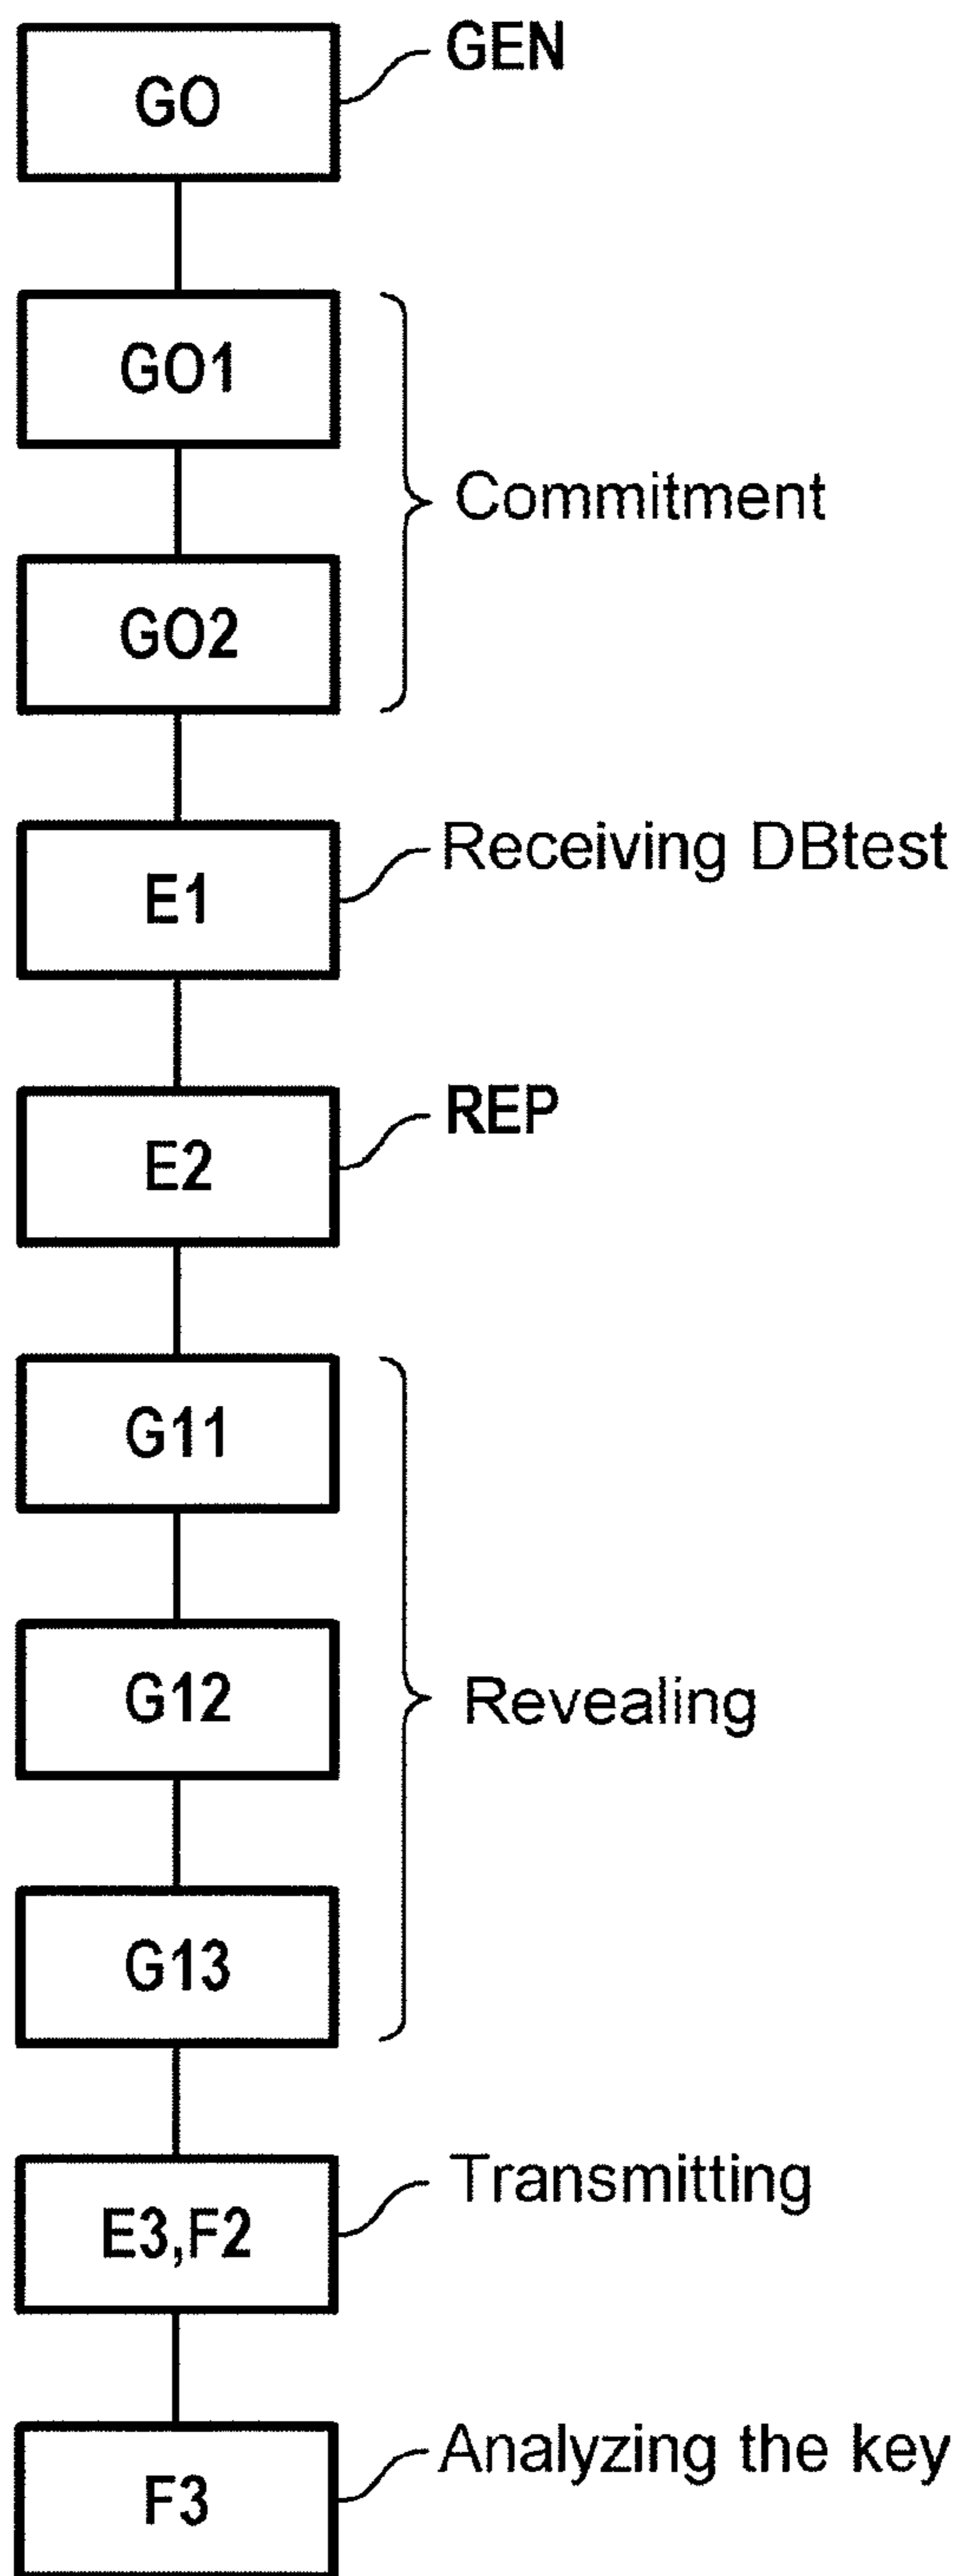 GO
GEN
GO1
Commitment
GO2
E1
Receiving DBtest
E2
REP
G11
G12
Revealing
G13
E3,F2
Transmitting
F3
Analyzing the key